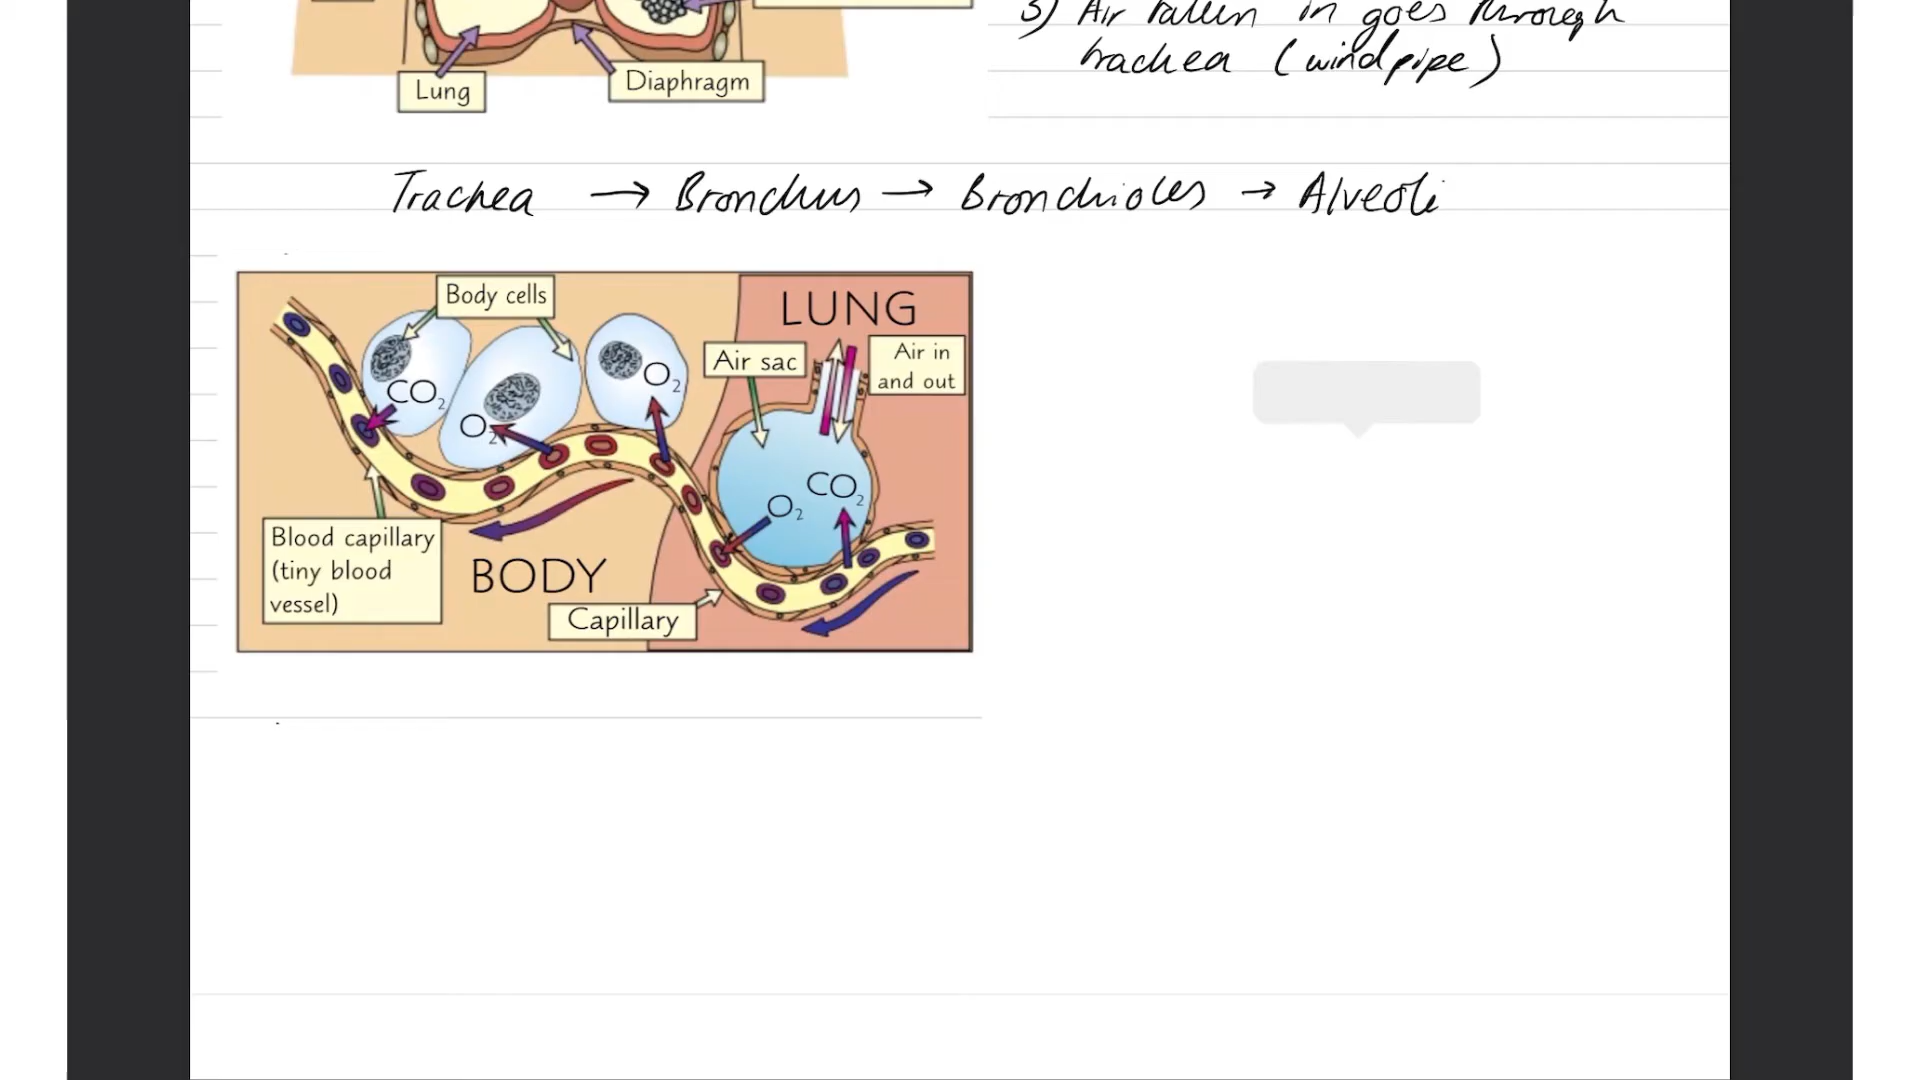 3) Air taken in goes through
trachea (windpipe)
Lung
Diaphragm
Trachea → Bronchus → Bronchioles → Alveoli
Body cells
LUNG
Air sac
Air in
and out
CO₂
O₂
O₂
O₂
CO₂
Blood capillary
(tiny blood
vessel)
BODY
Capillary